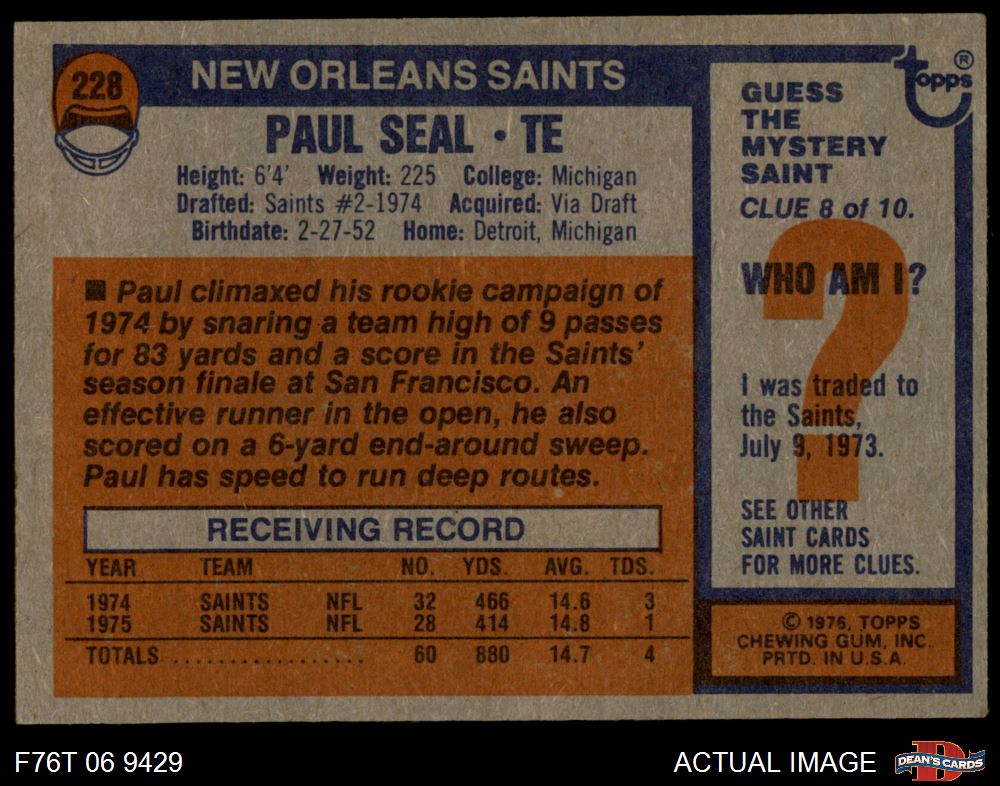 228
NEW ORLEANS SAINTS
PAUL SEAL • TE
Height: 6'4' Weight: 225 College: Michigan
Drafted: Saints #2-1974 Acquired: Via Draft
Birthdate: 2-27-52 Home: Detroit, Michigan
■ Paul climaxed his rookie campaign of
1974 by snaring a team high of 9 passes
for 83 yards and a score in the Saints'
season finale at San Francisco. An
effective runner in the open, he also
scored on a 6-yard end-around sweep.
Paul has speed to run deep routes.
RECEIVING RECORD
YEAR TEAM NO. YDS. AVG. TDS.
1974 SAINTS NFL 32 466 14.6 3
1975 SAINTS NFL 28 414 14.8 1
TOTALS .................. 60 880 14.7 4
topps ®
GUESS
THE
MYSTERY
SAINT
CLUE 8 of 10.
?
WHO AM I?
I was traded to
the Saints,
July 9, 1973.
SEE OTHER
SAINT CARDS
FOR MORE CLUES.
© 1976, TOPPS
CHEWING GUM, INC.
PRTD. IN U.S.A.
F76T 06 9429
ACTUAL IMAGE
D
DEAN'S CARDS